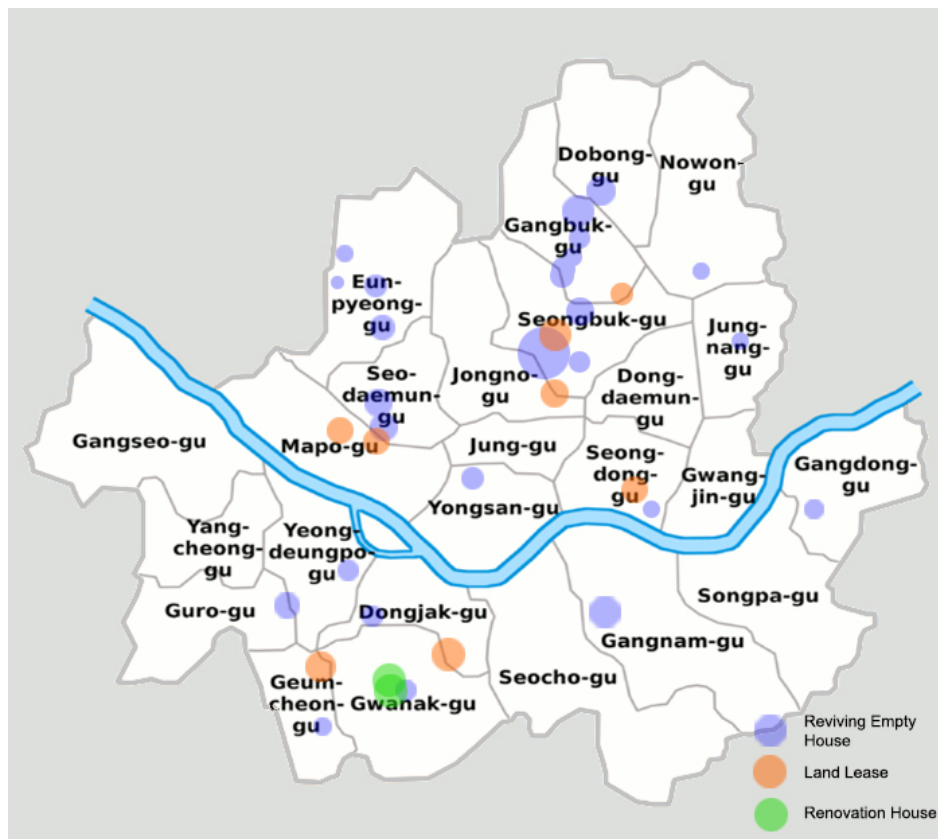 Dobong-
gu
Nowon-
gu
Gangbuk-
gu
Eun-
pyeong-
gu
Seongbuk-gu
Jung-
nang-
gu
Seo-
daemun-
gu
Jongno-
gu
Dong-
daemun-
gu
Gangseo-gu
Mapo-gu
Jung-gu
Seong-
dong-
gu
Gwang-
jin-gu
Gangdong-
gu
Yongsan-gu
Yang-
cheong-
gu
Yeong-
deungpo-
gu
Guro-gu
Dongjak-gu
Songpa-gu
Gangnam-gu
Seocho-gu
Geum-
cheon-
gu
Gwanak-gu
Reviving Empty
House
Land Lease
Renovation House